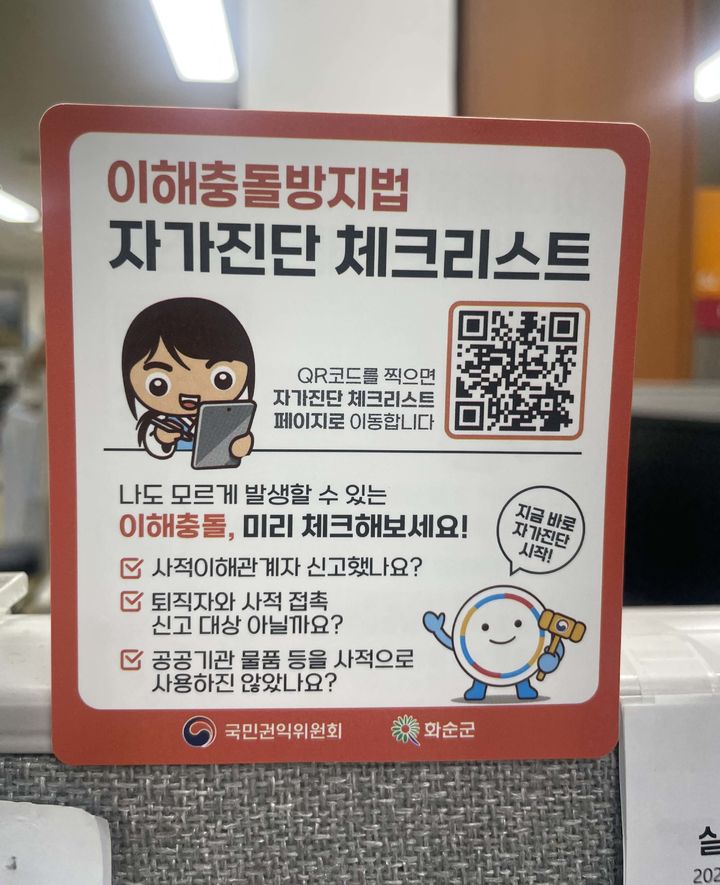 이해충돌방지법
자가진단 체크리스트
QR코드를 찍으면
자가진단 체크리스트
페이지로 이동합니다
나도 모르게 발생할 수 있는
이해충돌, 미리 체크해보세요!
지금 바로
자가진단
시작!
사적이해관계자 신고했나요?
퇴직자와 사적 접촉
신고 대상 아닐까요?
공공기관 물품 등을 사적으로
사용하진 않았나요?
국민권익위원회
화순군